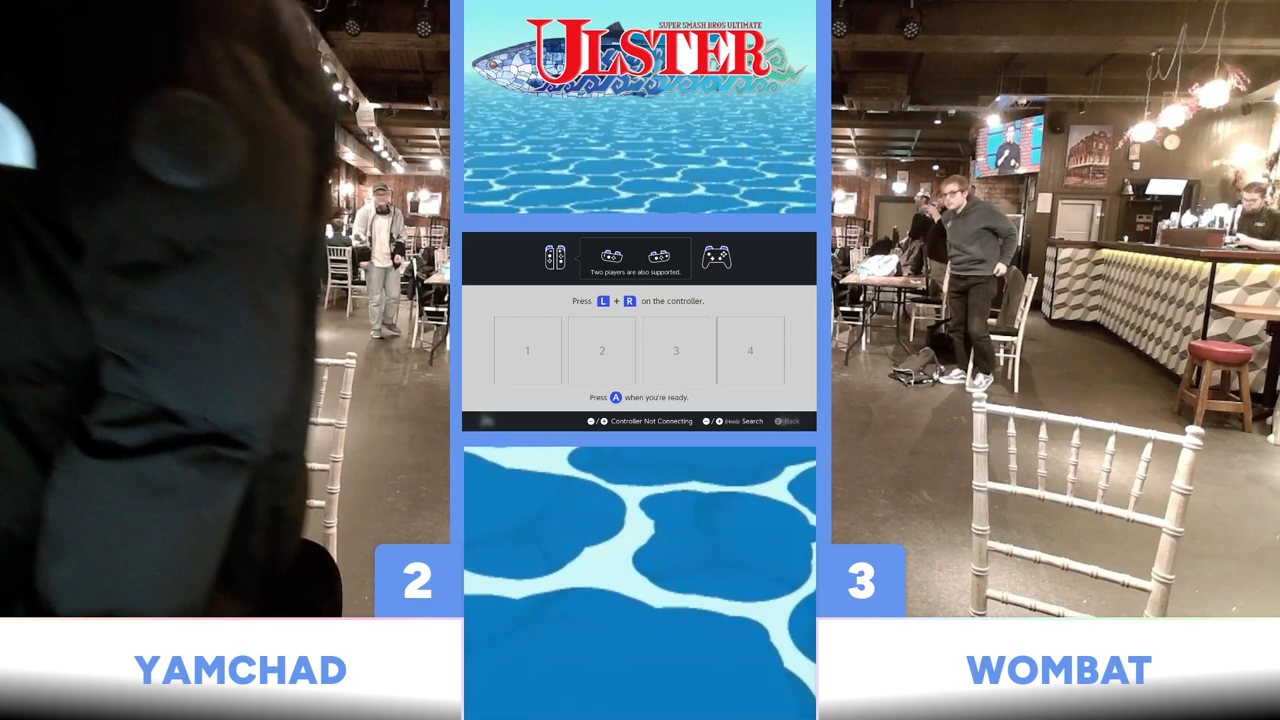 SUPER SMASH BROS ULTIMATE
ULSTER
Two players are also supported.
Press L + R on the controller.
1 2 3 4
Press A when you're ready.
-/+ Controller Not Connecting -/+ (Hold) Search B Back
2
3
YAMCHAD
WOMBAT